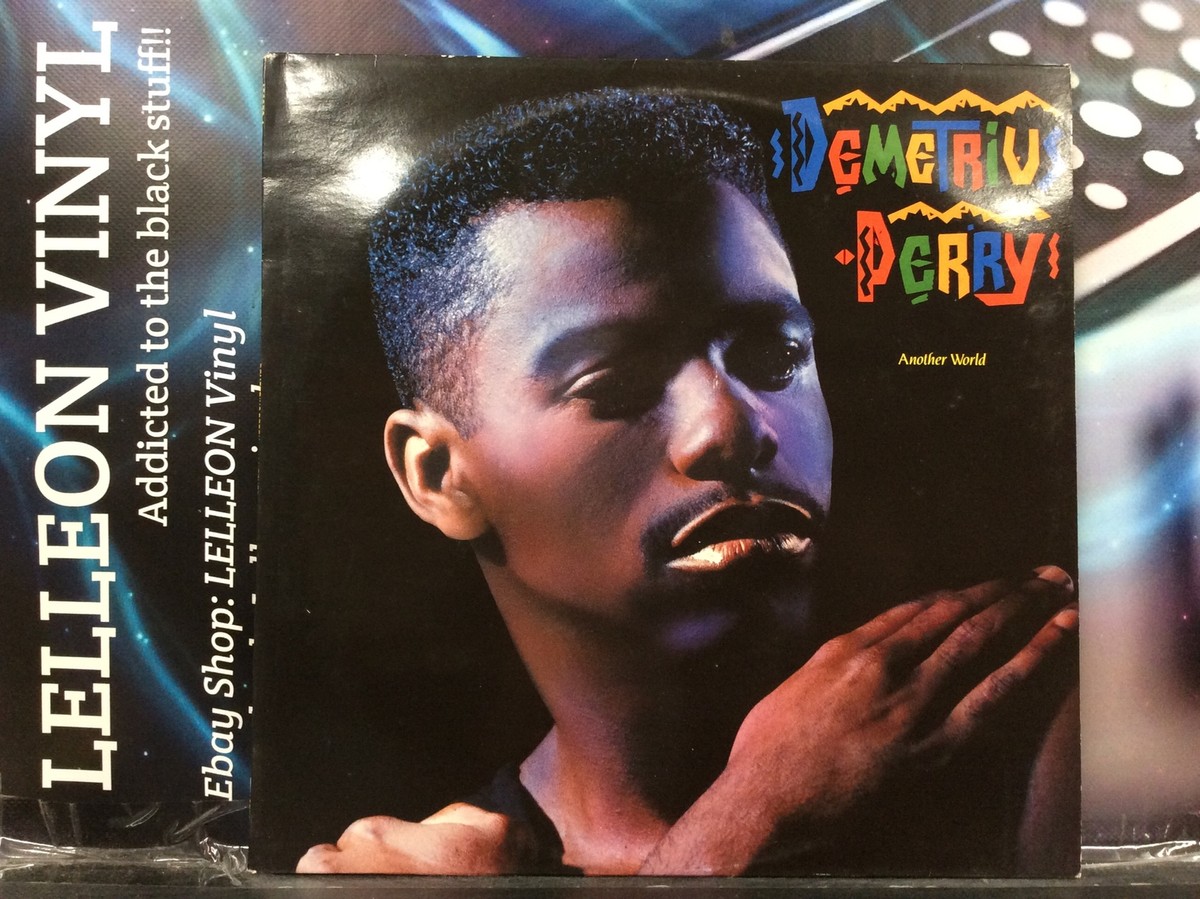 LELLEON VINYL
Addicted to the black stuff!!
Ebay Shop: LELLEON Vinyl
DEMETRIUS
PERRY
Another World